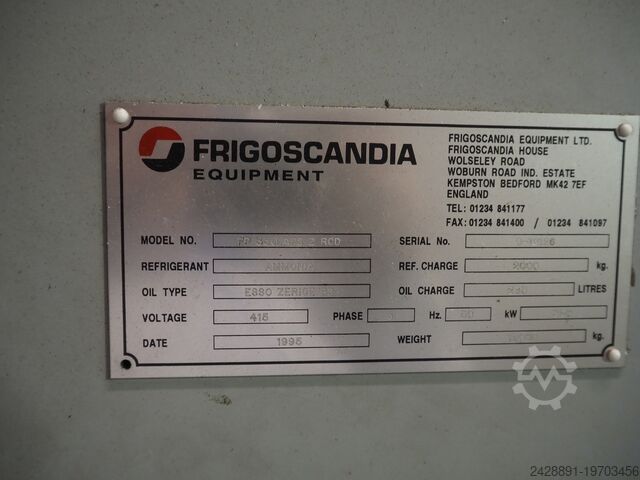 FRIGOSCANDIA
EQUIPMENT
FRIGOSCANDIA EQUIPMENT LTD.
FRIGOSCANDIA HOUSE
WOLSELEY ROAD
WOBURN ROAD IND. ESTATE
KEMPSTON BEDFORD MK42 7EF
ENGLAND
TEL: 01234 841177
FAX: 01234 841400 / 01234 841097
MODEL NO. RCD SERIAL No.
REFRIGERANT AMMONIA REF. CHARGE 2000 kg.
OIL TYPE ESSO ZERICE OIL CHARGE LITRES
VOLTAGE 415 PHASE Hz. kW
DATE 1995 WEIGHT kg.
2428891-19703456